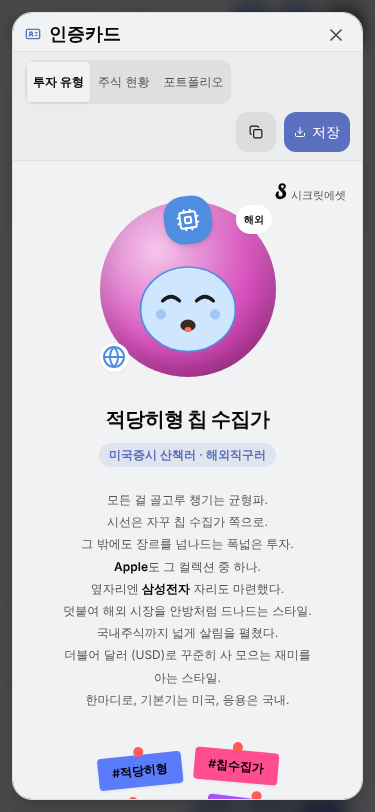 인증카드
투자 유형
주식 현황
포트폴리오
저장
시크릿에셋
해외
적당히형 칩 수집가
미국증시 산책러 · 해외직구러
모든 걸 골고루 챙기는 균형파.
시선은 자꾸 칩 수집가 쪽으로.
그 밖에도 장르를 넘나드는 폭넓은 투자.
Apple도 그 컬렉션 중 하나.
옆자리엔 삼성전자 자리도 마련했다.
덧붙여 해외 시장을 안방처럼 드나드는 스타일.
국내주식까지 넓게 살림을 펼쳤다.
더불어 달러 (USD)로 꾸준히 사 모으는 재미를
아는 스타일.
한마디로, 기본기는 미국, 응용은 국내.
#적당히형
#칩수집가